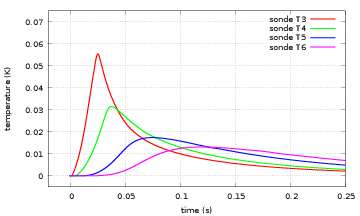 sonde T3
sonde T4
sonde T5
sonde T6
temperature (K)
0.07
0.06
0.05
0.04
0.03
0.02
0.01
0
0
0.05
0.1
0.15
0.2
0.25
time (s)